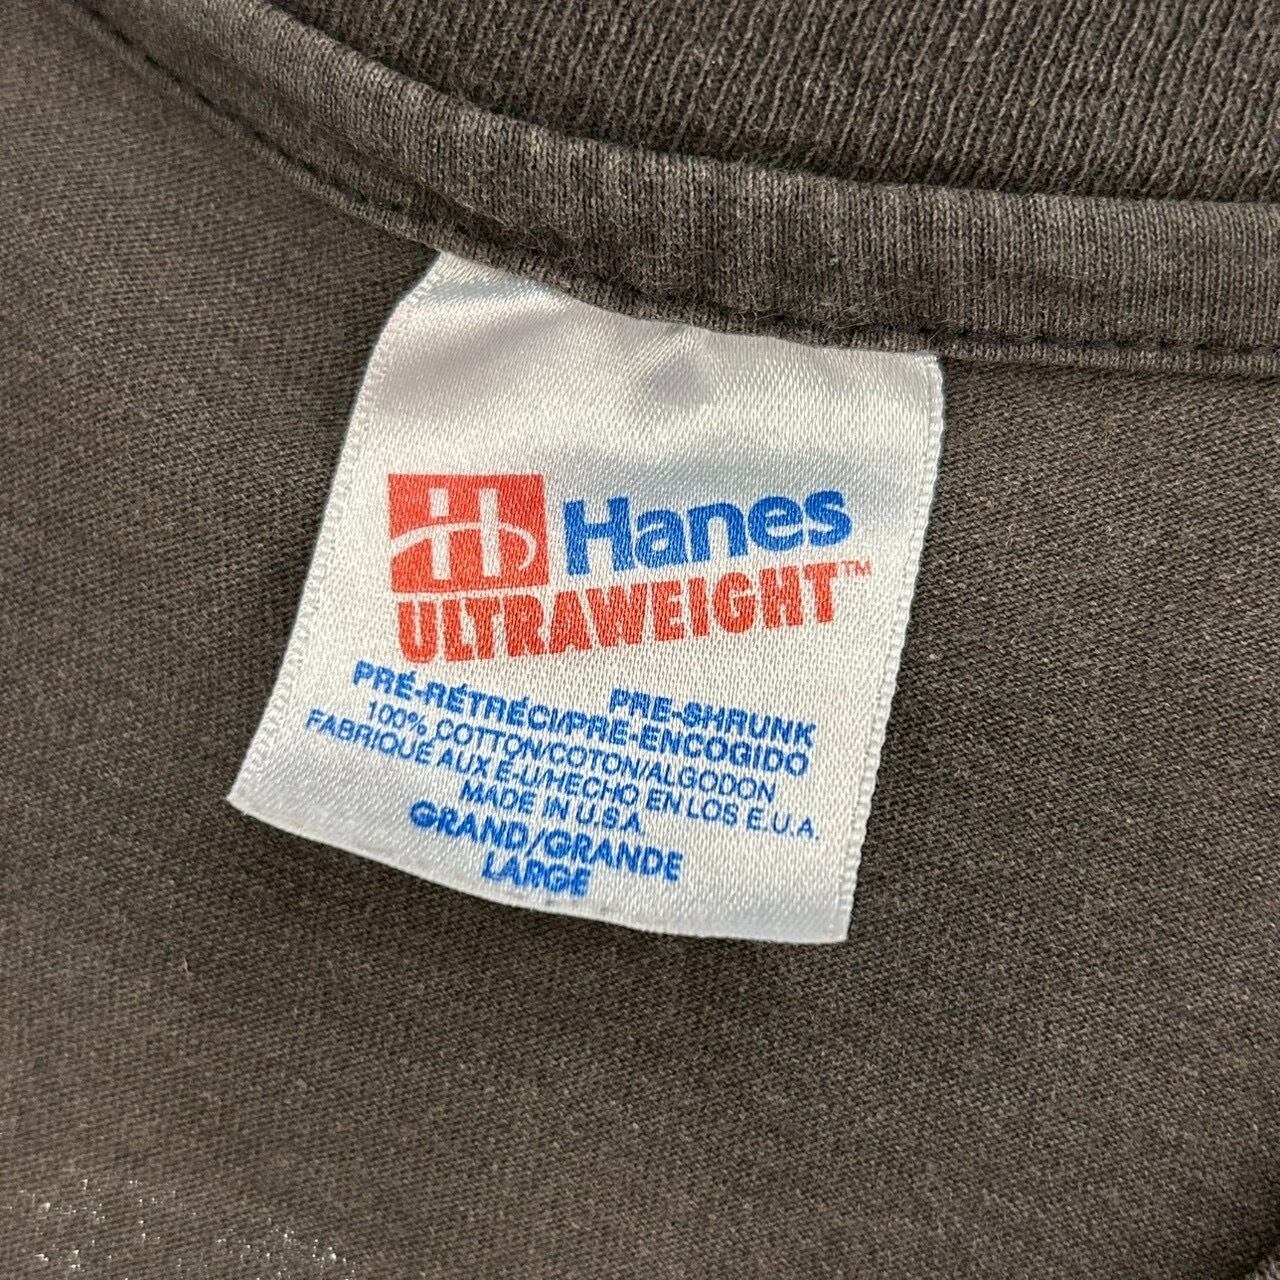 H Hanes
ULTRAWEIGHT™
PRE-SHRUNK
PRÉ-RÉTRÉCI/PRE-ENCOGIDO
100% COTTON/COTON/ALGODON
FABRIQUÉ AUX É-U/HECHO EN LOS E.U.A.
MADE IN U.S.A.
GRAND/GRANDE
LARGE